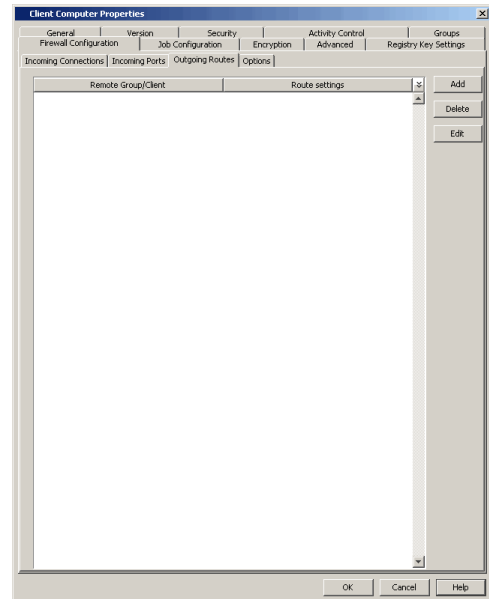 Client Computer Properties
General Version Security Activity Control Groups
Firewall Configuration Job Configuration Encryption Advanced Registry Key Settings
Incoming Connections Incoming Ports Outgoing Routes Options
Remote Group/Client Route settings Add
Delete
Edit
OK Cancel Help